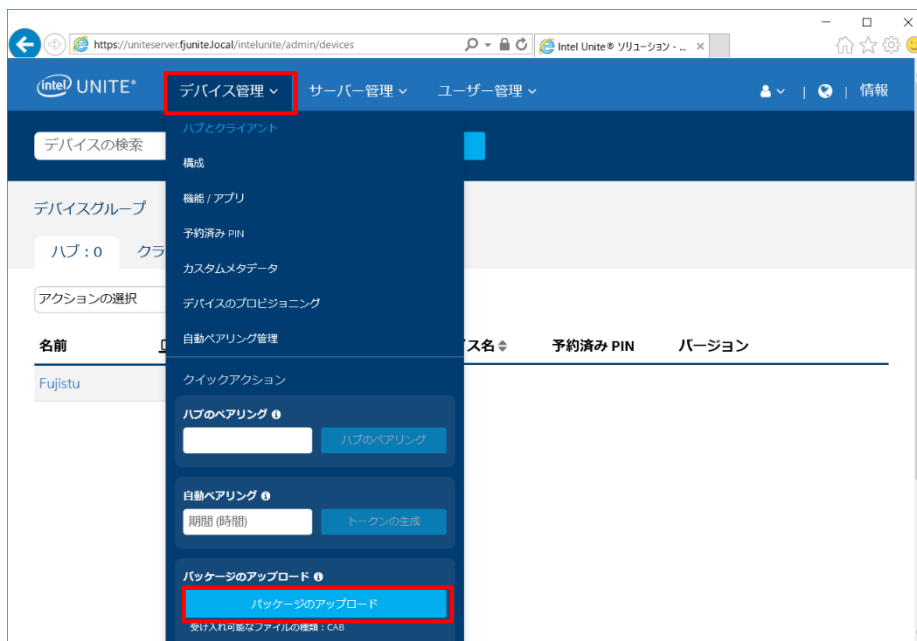 https://uniteserver.fjunite.local/intelunite/admin/devices
Intel Unite® ソリューション - ...
intel UNITE®
デバイス管理
サーバー管理
ユーザー管理
情報
デバイスの検索
ハブとクライアント
構成
機能 / アプリ
予約済み PIN
カスタムメタデータ
デバイスのプロビジョニング
自動ペアリング管理
デバイスグループ
ハブ : 0
クラ
アクションの選択
名前
ス名
予約済み PIN
バージョン
Fujistu
クイックアクション
ハブのペアリング
ハブのペアリング
自動ペアリング
期間 (時間)
トークンの生成
パッケージのアップロード
パッケージのアップロード
受け入れ可能なファイルの種類 : CAB